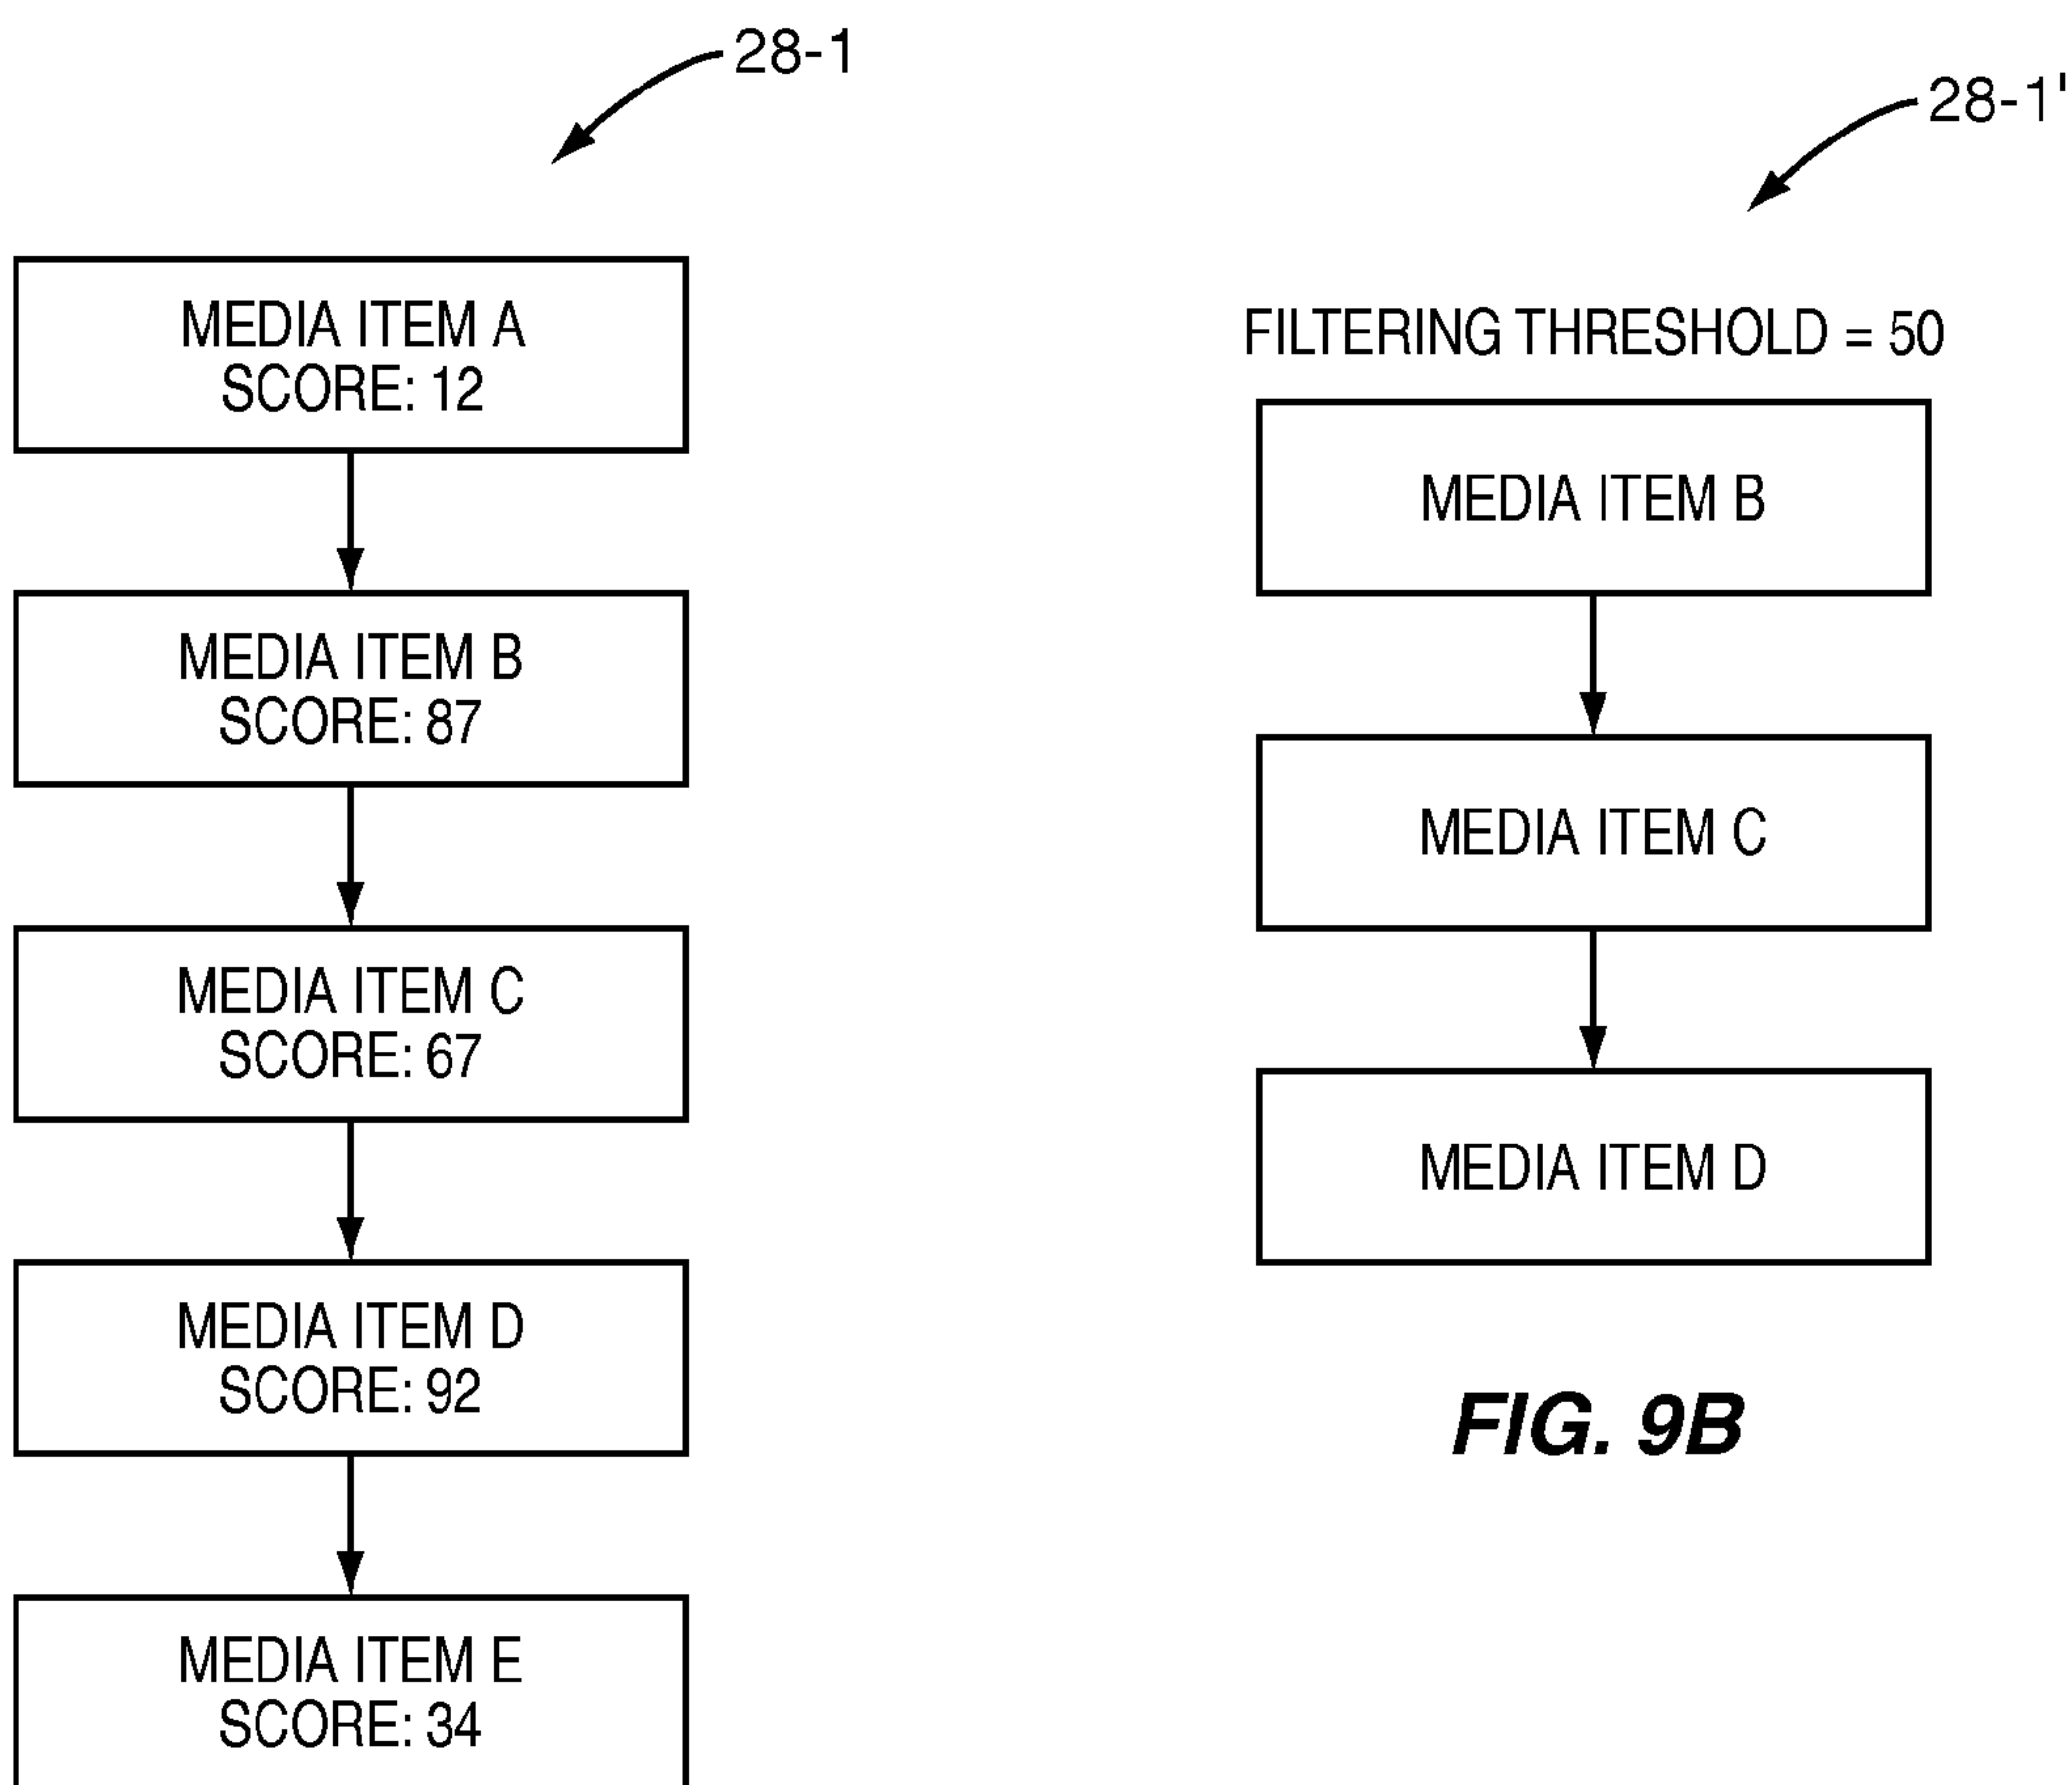 28-1
MEDIA ITEM A
SCORE: 12
MEDIA ITEM B
SCORE: 87
MEDIA ITEM C
SCORE: 67
MEDIA ITEM D
SCORE: 92
MEDIA ITEM E
SCORE: 34
28-1'
FILTERING THRESHOLD = 50
MEDIA ITEM B
MEDIA ITEM C
MEDIA ITEM D
FIG. 9B